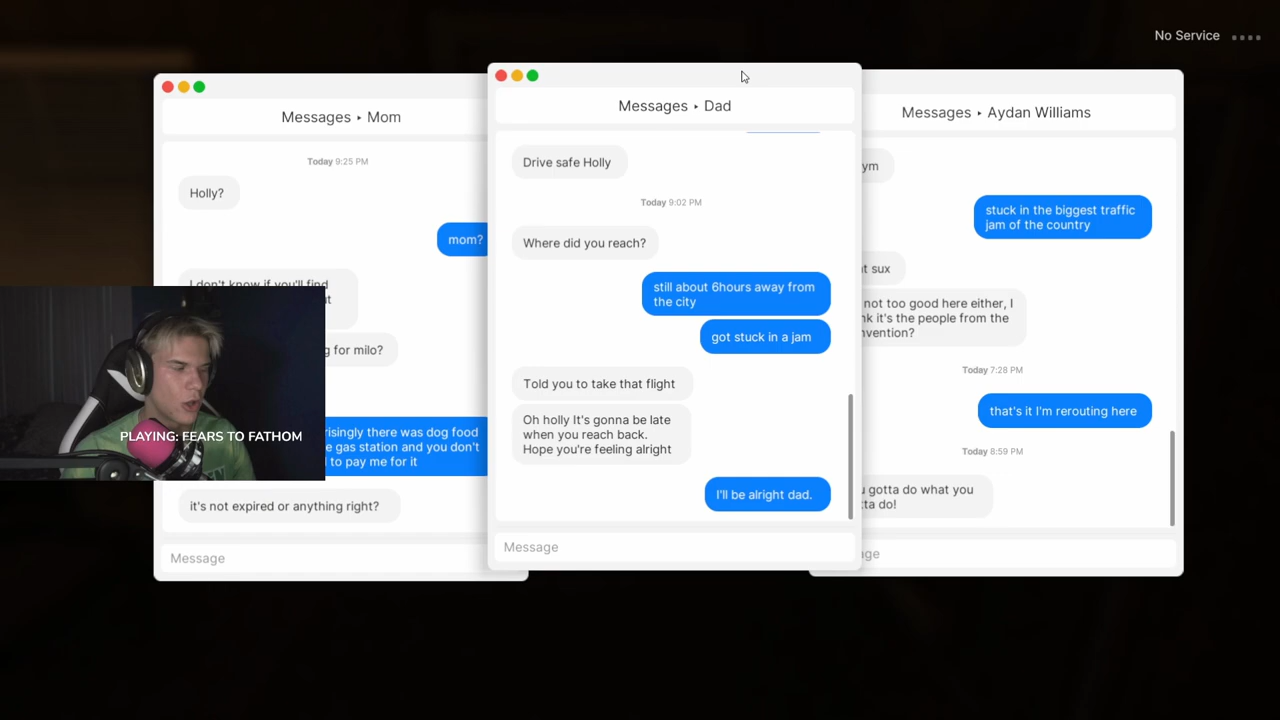 No Service
Messages ‣ Mom
Today 9:25 PM
Holly?
mom?
I don't know if you'll find
g for milo?
risingly there was dog food
e gas station and you don't
to pay me for it
it's not expired or anything right?
Message
PLAYING: FEARS TO FATHOM
Messages ‣ Dad
Drive safe Holly
Today 9:02 PM
Where did you reach?
still about 6hours away from
the city
got stuck in a jam
Told you to take that flight
Oh holly It's gonna be late
when you reach back.
Hope you're feeling alright
I'll be alright dad.
Message
Messages ‣ Aydan Williams
ym
stuck in the biggest traffic
jam of the country
t sux
not too good here either, I
nk it's the people from the
nvention?
Today 7:28 PM
that's it I'm rerouting here
Today 8:59 PM
u gotta do what you
tta do!
age